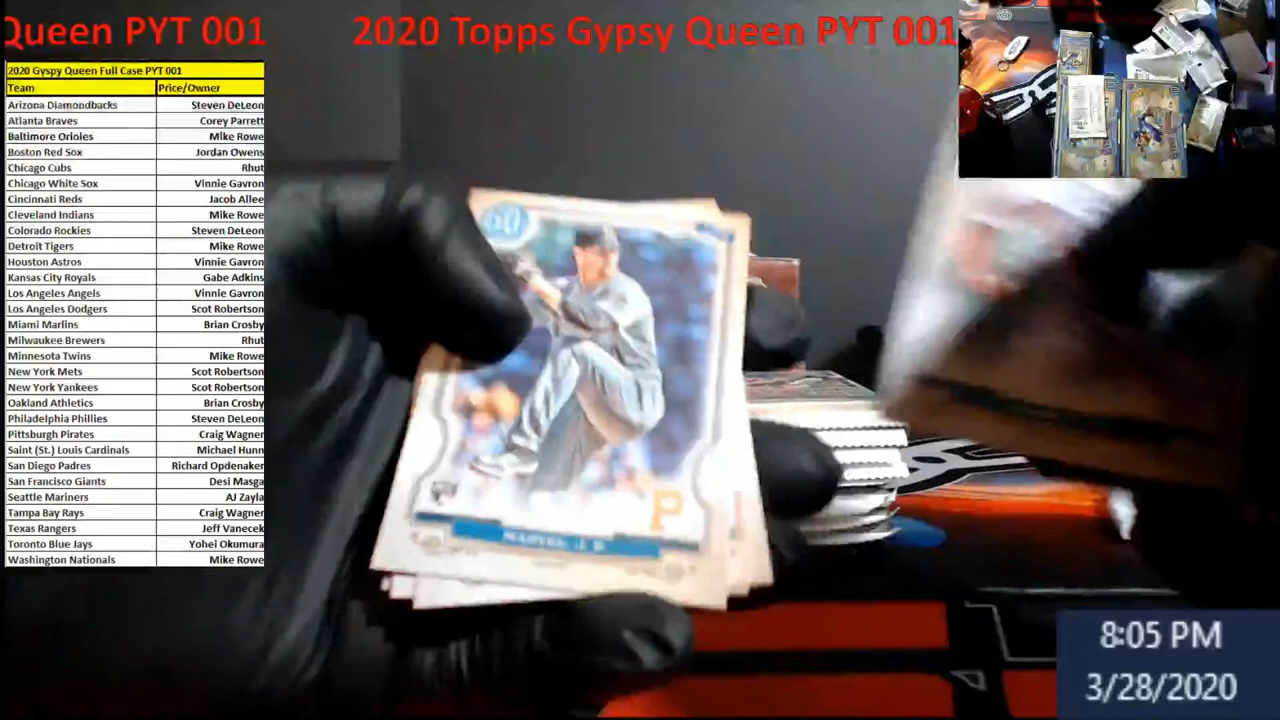 Queen PYT 001
2020 Topps Gypsy Queen PYT 001
2020 Gyspy Queen Full Case PYT 001
Team Price/Owner
Arizona Diamondbacks Steven DeLeon
Atlanta Braves Corey Parrett
Baltimore Orioles Mike Rowe
Boston Red Sox Jordan Owens
Chicago Cubs Rhut
Chicago White Sox Vinnie Gavron
Cincinnati Reds Jacob Allee
Cleveland Indians Mike Rowe
Colorado Rockies Steven DeLeon
Detroit Tigers Mike Rowe
Houston Astros Vinnie Gavron
Kansas City Royals Gabe Adkins
Los Angeles Angels Vinnie Gavron
Los Angeles Dodgers Scot Robertson
Miami Marlins Brian Crosby
Milwaukee Brewers Rhut
Minnesota Twins Mike Rowe
New York Mets Scot Robertson
New York Yankees Scot Robertson
Oakland Athletics Brian Crosby
Philadelphia Phillies Steven DeLeon
Pittsburgh Pirates Craig Wagner
Saint (St.) Louis Cardinals Michael Hunn
San Diego Padres Richard Opdenaker
San Francisco Giants Desi Masga
Seattle Mariners AJ Zayla
Tampa Bay Rays Craig Wagner
Texas Rangers Jeff Vanecek
Toronto Blue Jays Yohei Okumura
Washington Nationals Mike Rowe
P
8:05 PM
3/28/2020